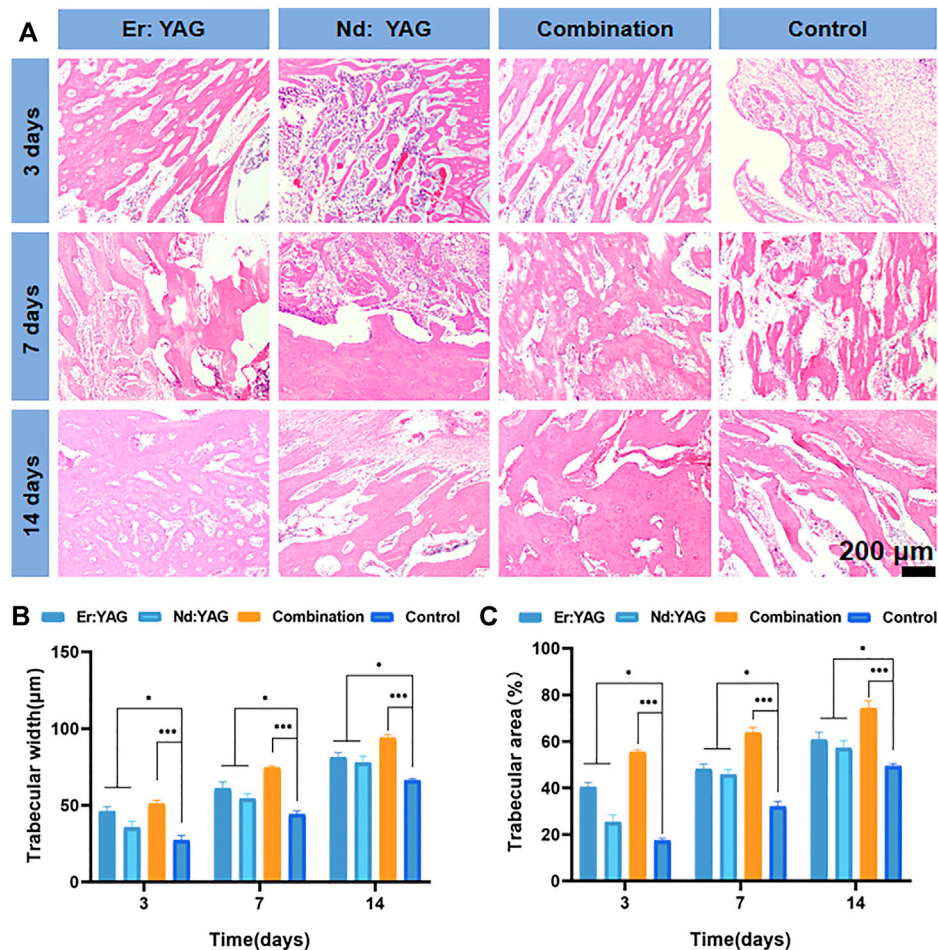 A
Er: YAG
Nd: YAG
Combination
Control
3 days
7 days
14 days
200 μm
B
Er:YAG Nd:YAG Combination Control
Trabecular width(μm)
150
100
50
0
* *** * *** * ***
3 7 14
Time(days)
C
Er:YAG Nd:YAG Combination Control
Trabecular area(%)
100
80
60
40
20
0
* *** * *** * ***
3 7 14
Time(days)